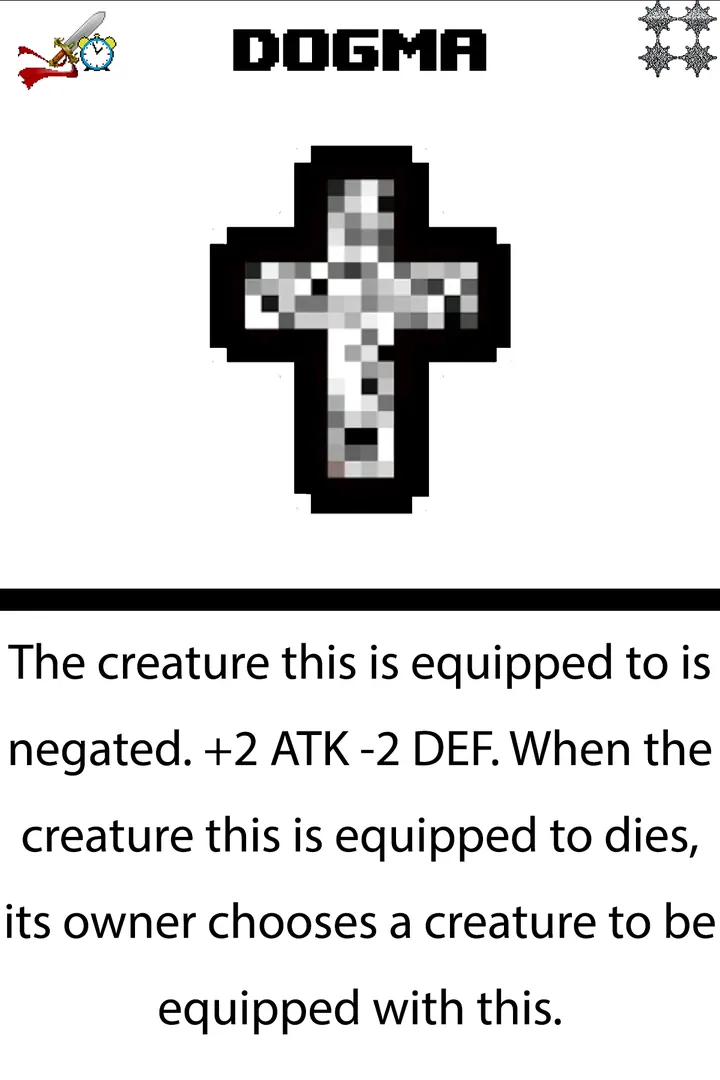 DOGMA
The creature this is equipped to is
negated. +2 ATK -2 DEF. When the
creature this is equipped to dies,
its owner chooses a creature to be
equipped with this.